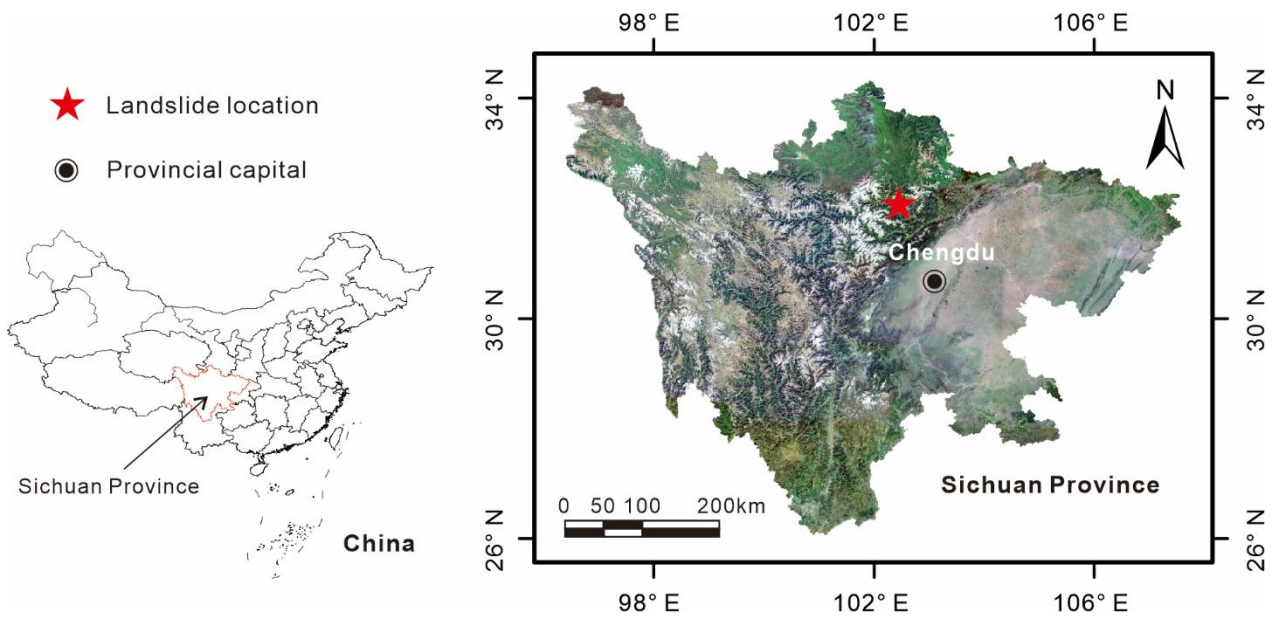 Landslide location
Provincial capital
Sichuan Province
China
98° E 102° E 106° E
34° N
30° N
26° N
N
Chengdu
Sichuan Province
0 50 100 200km
34° N
30° N
26° N
98° E 102° E 106° E